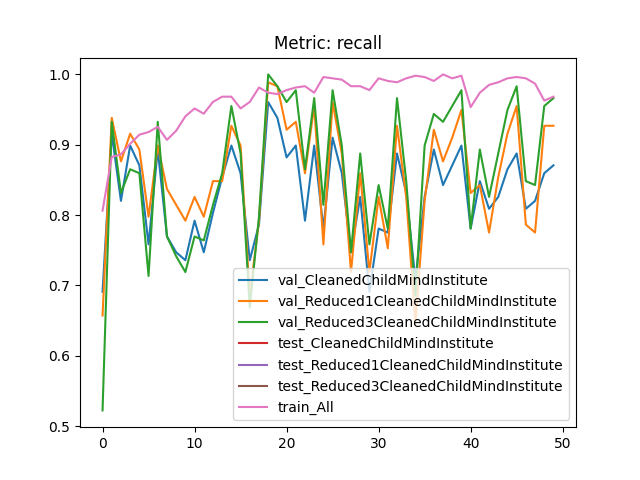 Metric: recall
1.0
0.9
0.8
0.7
0.6
0.5
val_CleanedChildMindInstitute
val_Reduced1CleanedChildMindInstitute
val_Reduced3CleanedChildMindInstitute
test_CleanedChildMindInstitute
test_Reduced1CleanedChildMindInstitute
test_Reduced3CleanedChildMindInstitute
train_All
0 10 20 30 40 50